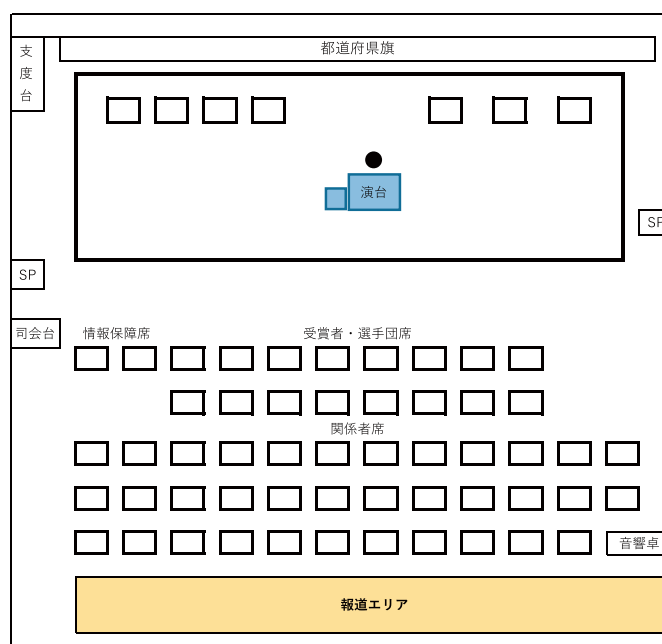 都道府県旗
支
度
台
演台
SP
SP
司会台
情報保障席
受賞者・選手団席
関係者席
音響卓
報道エリア